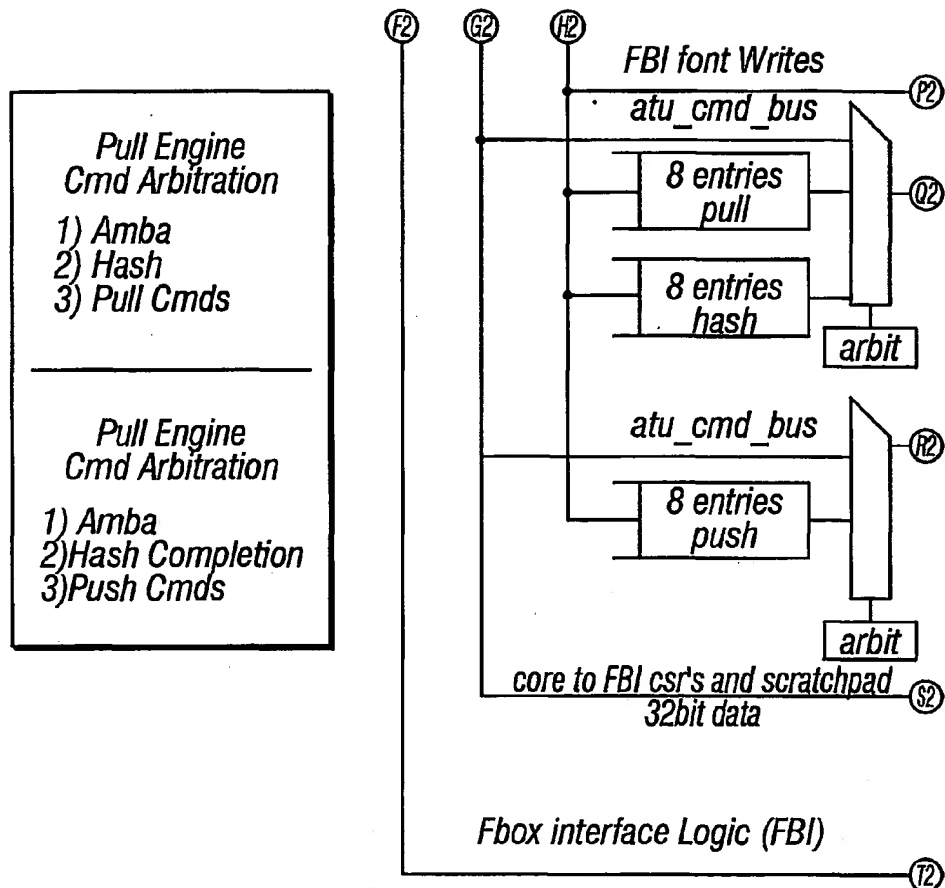 F2
G2
H2
FBI font Writes
P2
atu_cmd_bus
8 entries
pull
Q2
8 entries
hash
arbit
Pull Engine
Cmd Arbitration
1) Amba
2) Hash
3) Pull Cmds
Pull Engine
Cmd Arbitration
1) Amba
2)Hash Completion
3)Push Cmds
atu_cmd_bus
R2
8 entries
push
arbit
core to FBI csr's and scratchpad
32bit data
S2
Fbox interface Logic (FBI)
T2